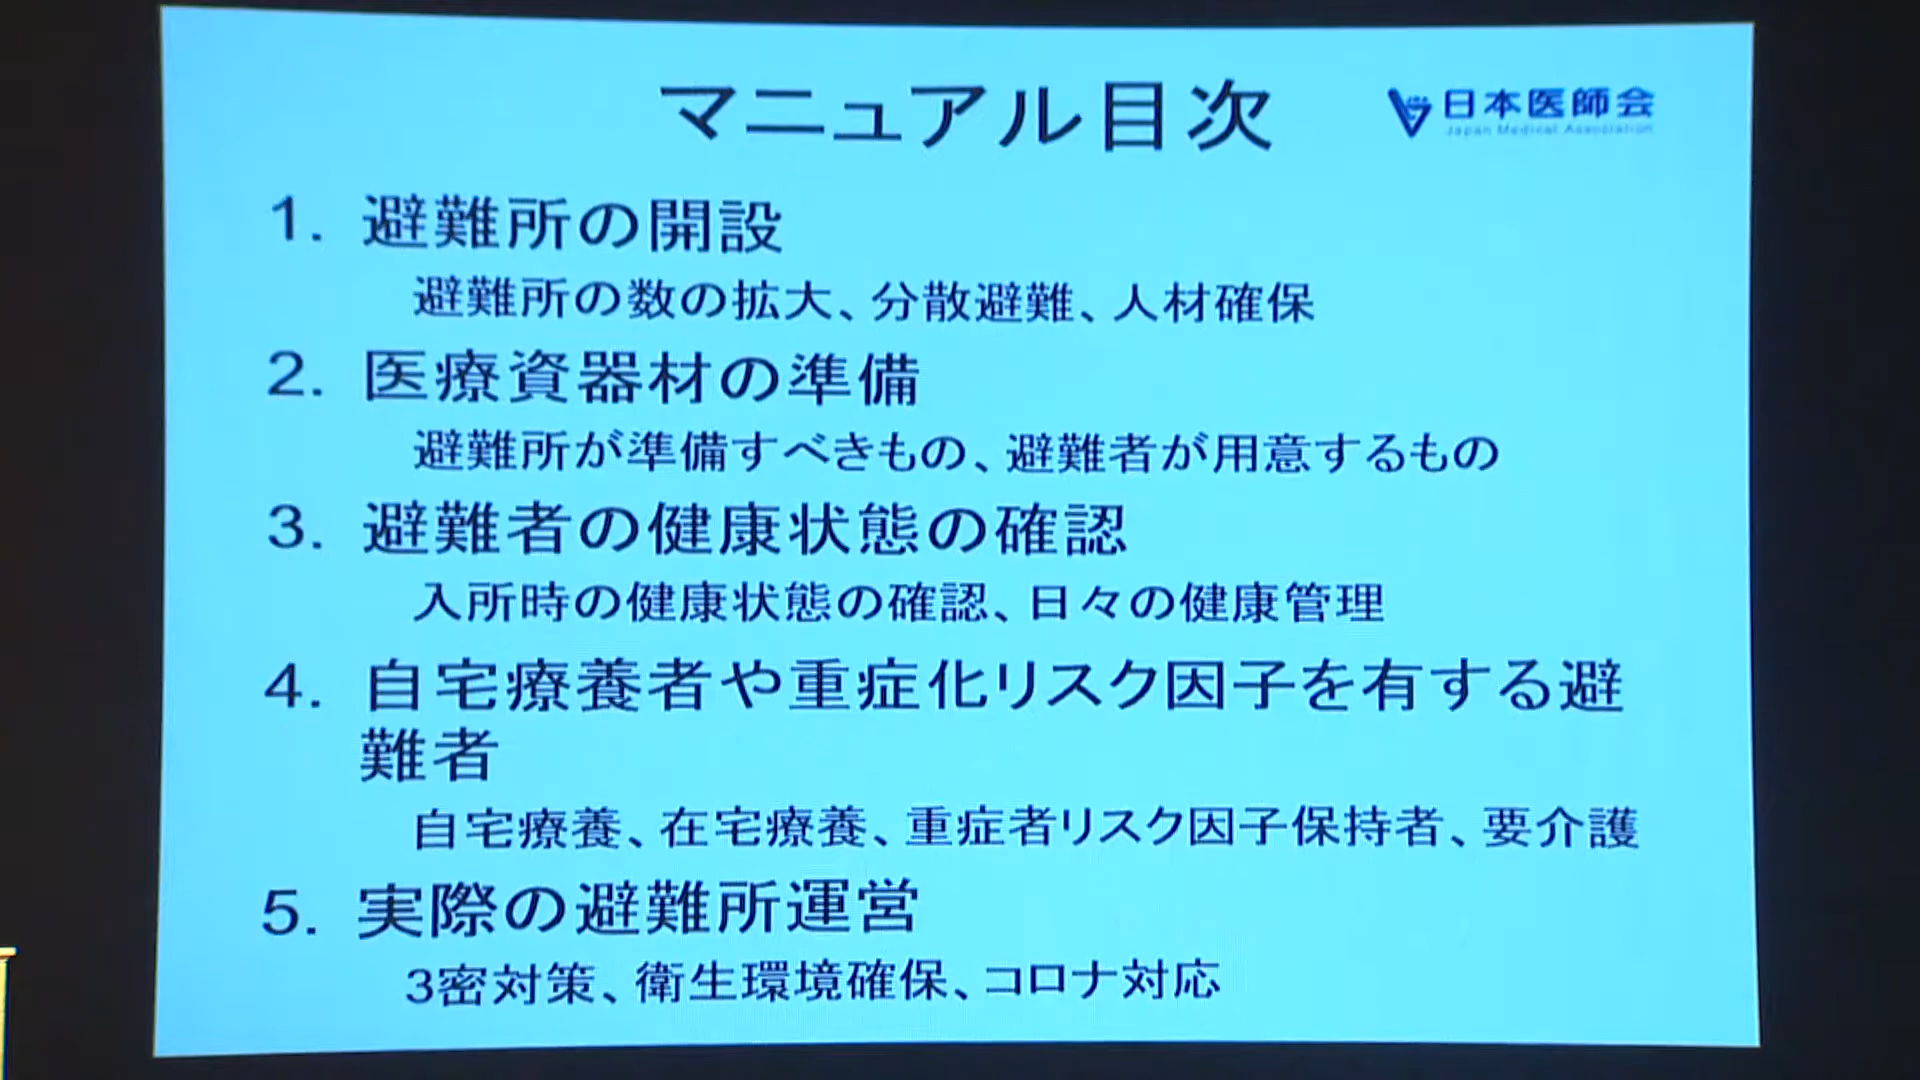 マニュアル目次
日本医師会
Japan Medical Association
1. 避難所の開設
避難所の数の拡大、分散避難、人材確保
2. 医療資器材の準備
避難所が準備すべきもの、避難者が用意するもの
3. 避難者の健康状態の確認
入所時の健康状態の確認、日々の健康管理
4. 自宅療養者や重症化リスク因子を有する避
難者
自宅療養、在宅療養、重症者リスク因子保持者、要介護
5. 実際の避難所運営
3密対策、衛生環境確保、コロナ対応